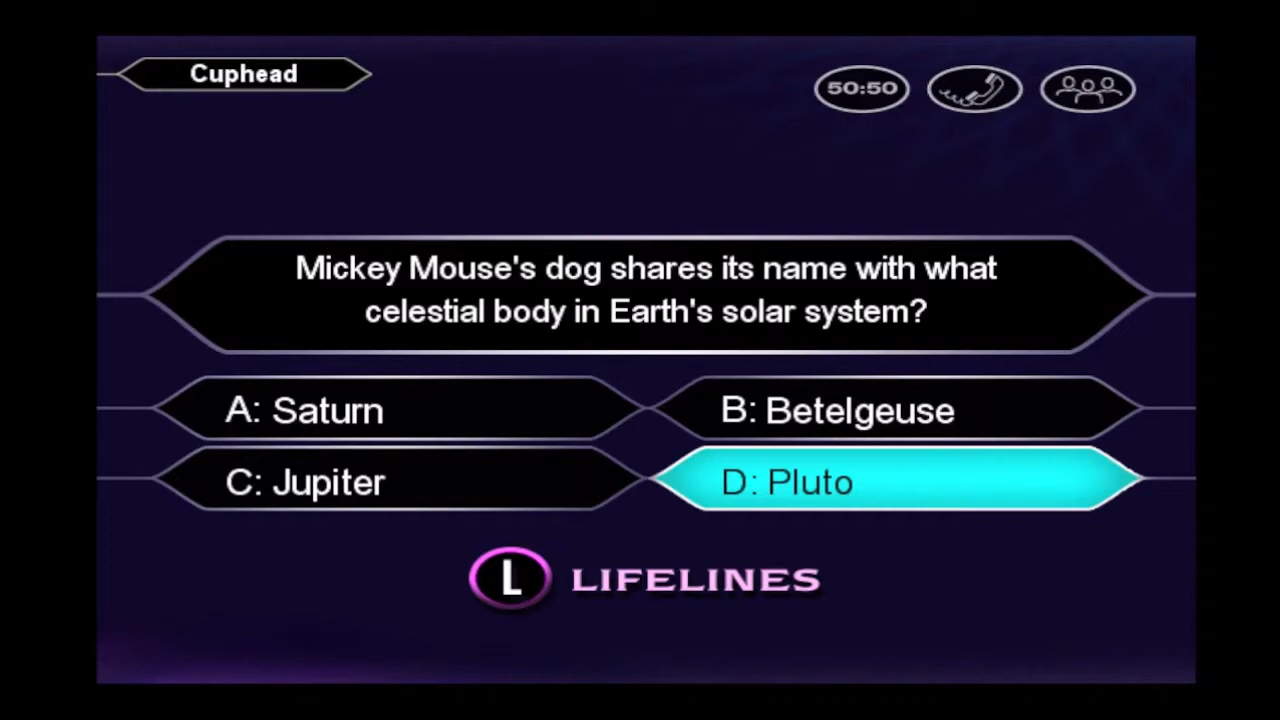 Cuphead
50:50
Mickey Mouse's dog shares its name with what
celestial body in Earth's solar system?
A: Saturn
B: Betelgeuse
C: Jupiter
D: Pluto
L LIFELINES